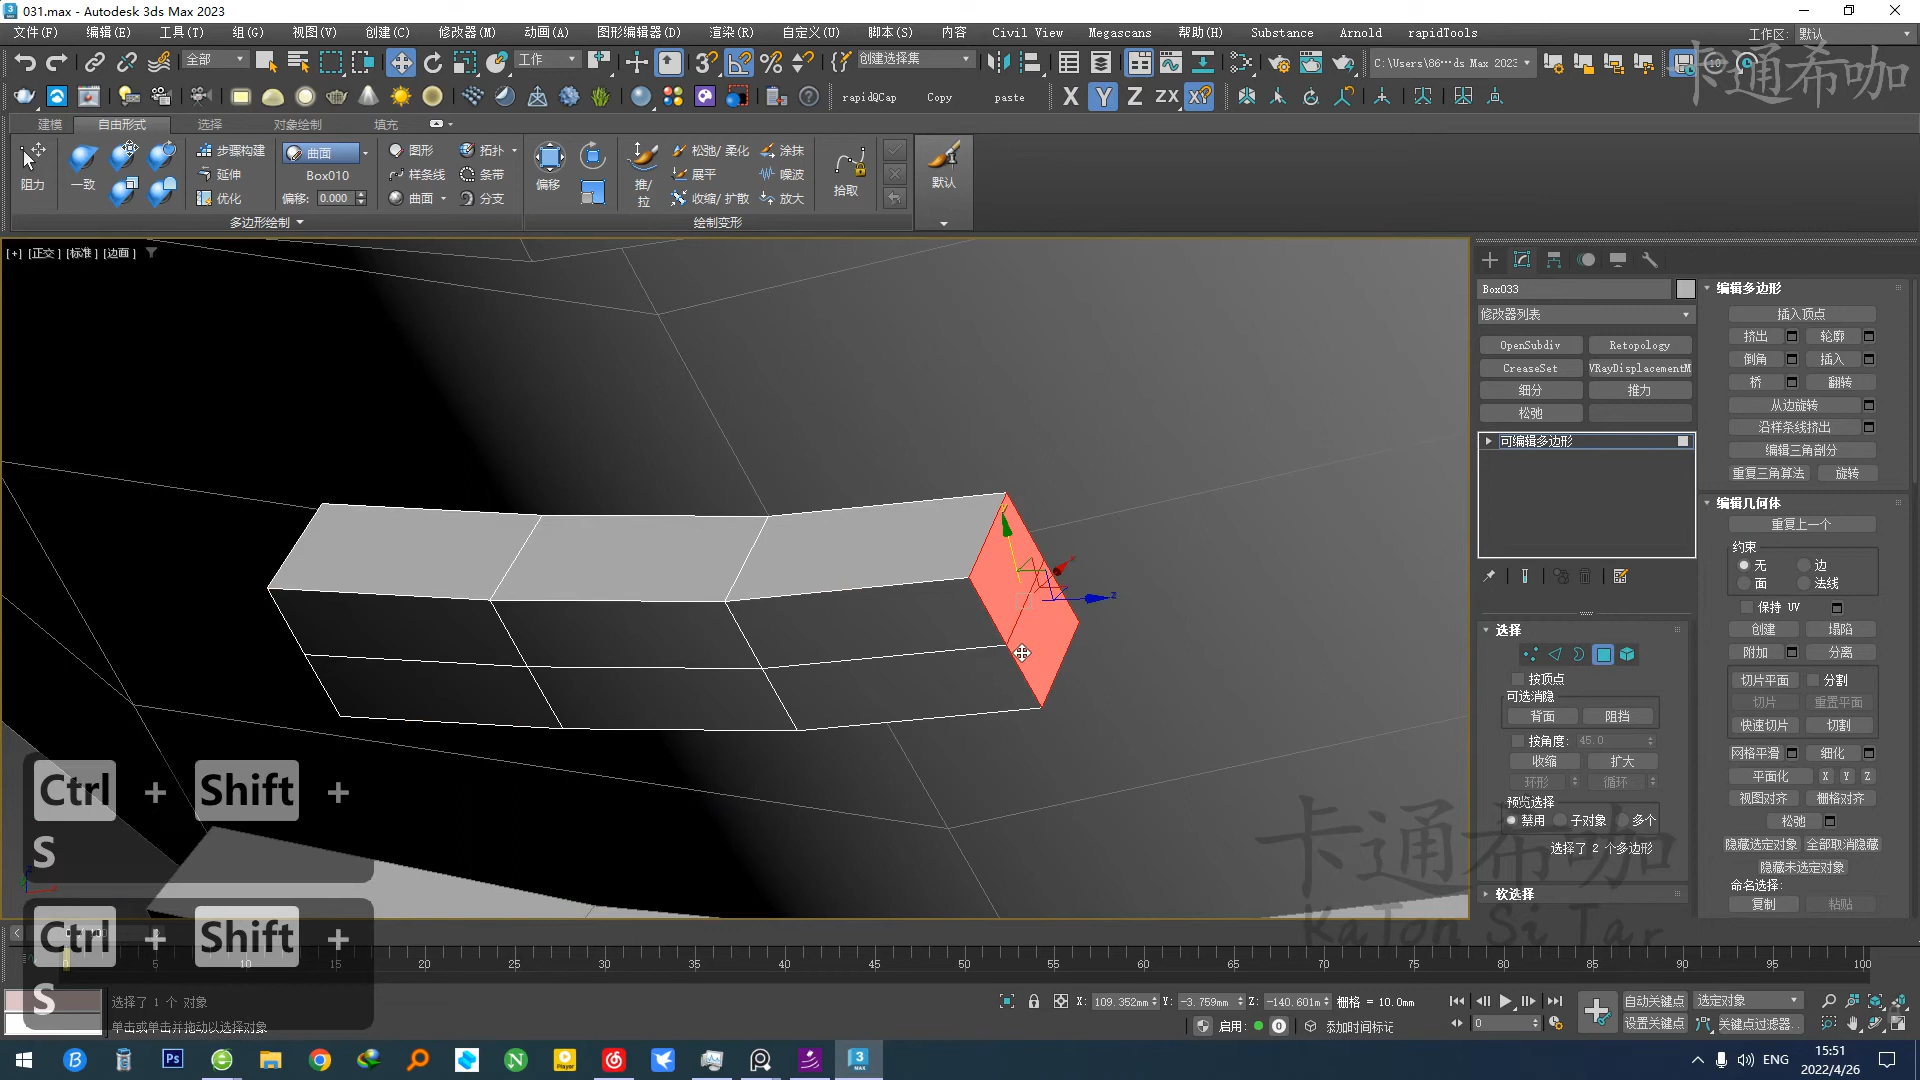 031.max - Autodesk 3ds Max 2023
文件(F) 编辑(E) 工具(T) 组(G) 视图(V) 创建(C) 修改器(M) 动画(A) 图形编辑器(D) 渲染(R) 自定义(U) 脚本(S) 内容 Civil View Megascans 帮助(H) Substance Arnold rapidTools
工作区: 默认
全部 工作 创建选择集 C:\Users\86···ds Max 2023
卡通希咖
rapidQCap Copy paste X Y Z ZX XY
建模 自由形式 选择 对象绘制 填充
阻力 一致 步骤构建 延伸 优化 曲面 Box010 偏移: 0.000
图形 样条线 曲面 拓扑 条带 分支
偏移 推/拉 松弛/柔化 展平 收缩/扩散 涂抹 噪波 放大 拾取 默认
多边形绘制 绘制变形
[+] [正交] [标准] [边面]
Box033
修改器列表
OpenSubdiv Retopology
CreaseSet VRayDisplacementM
细分 推力
松弛
可编辑多边形
选择
按顶点
可选消隐
背面 阻挡
按角度: 45.0
收缩 扩大
环形 循环
预览选择
禁用 子对象 多个
选择了 2 个多边形
软选择
编辑多边形
插入顶点
挤出 轮廓
倒角 插入
桥 翻转
从边旋转
沿样条线挤出
编辑三角剖分
重复三角算法 旋转
编辑几何体
重复上一个
约束
无 边
面 法线
保持 UV
创建 塌陷
附加 分离
切片平面 分割
切片 重置平面
快速切片 切割
网格平滑 细化
平面化 X Y Z
视图对齐 栅格对齐
松弛
隐藏选定对象 全部取消隐藏
隐藏未选定对象
命名选择:
复制 粘贴
z
Ctrl + Shift +
S
Ctrl + Shift +
S
卡通希咖
KaTon Si Tar
5 10 15 20 25 30 35 40 45 50 55 60 65 70 75 80 85 90 95 100
选择了 1 个 对象
单击或单击并拖动以选择对象
X: 109.352mm Y: -3.759mm Z: -140.601m 栅格 = 10.0mm
启用: 0 添加时间标记
0
自动关键点 选定对象
设置关键点 关键点过滤器...
ENG
15:51
2022/4/26